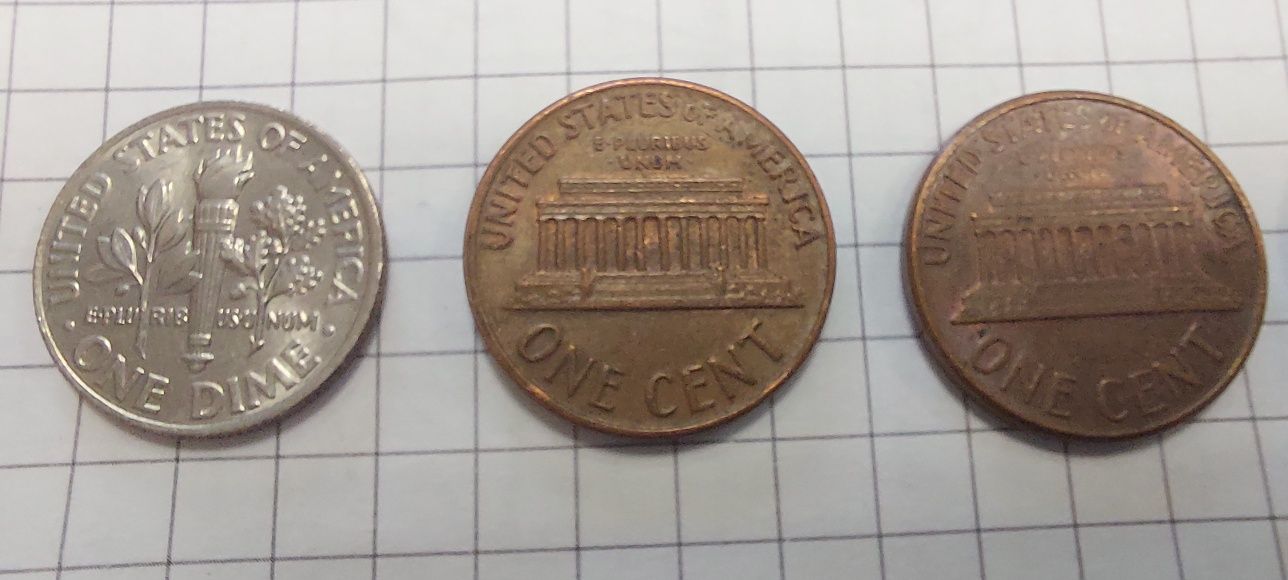 UNITED STATES OF AMERICA
E PLURIBUS UNUM
ONE DIME
UNITED STATES OF AMERICA
E·PLURIBUS
·UNUM·
ONE CENT
UNITED STATES OF AMERICA
ONE CENT